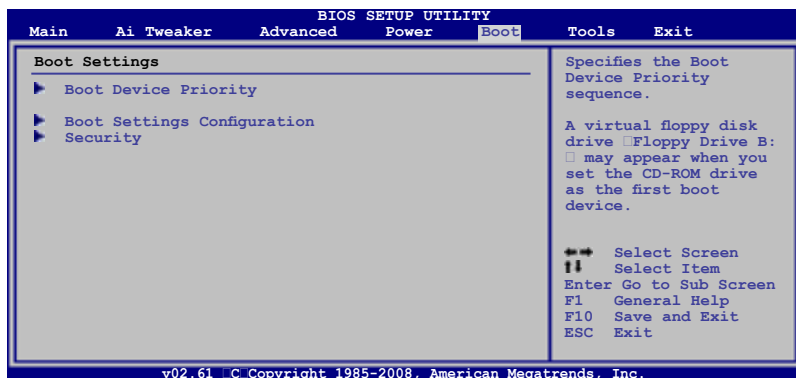 BIOS SETUP UTILITY
Main Ai Tweaker Advanced Power Boot Tools Exit
Boot Settings
Boot Device Priority
Boot Settings Configuration
Security
Specifies the Boot
Device Priority
sequence.
A virtual floppy disk
drive □Floppy Drive B:
□ may appear when you
set the CD-ROM drive
as the first boot
device.
←→ Select Screen
↑↓ Select Item
Enter Go to Sub Screen
F1 General Help
F10 Save and Exit
ESC Exit
v02.61 □C□Copyright 1985-2008, American Megatrends, Inc.